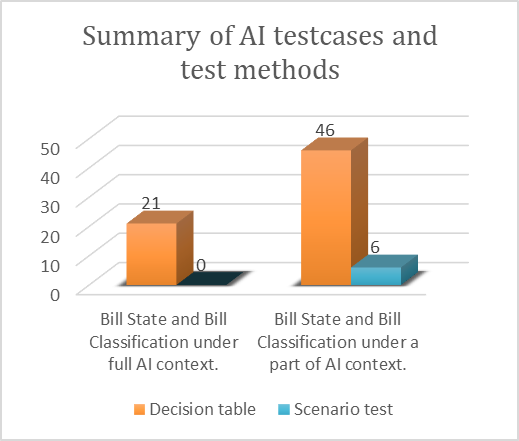 Summary of AI testcases and
test methods
50
40
30
20
10
0
21
0
46
6
Bill State and Bill
Classification under
full AI context.
Bill State and Bill
Classification under a
part of AI context.
Decision table
Scenario test